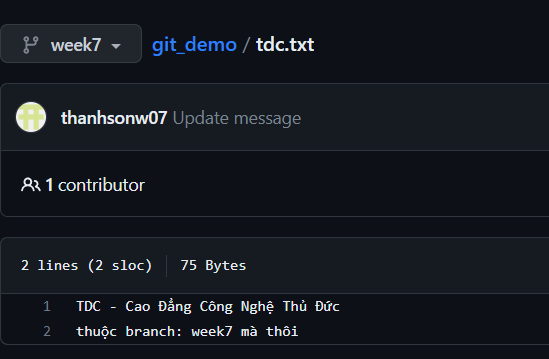 week7 git_demo / tdc.txt
thanhsonw07 Update message
1 contributor
2 lines (2 sloc) 75 Bytes
1 TDC - Cao Đẳng Công Nghệ Thủ Đức
2 thuộc branch: week7 mà thôi